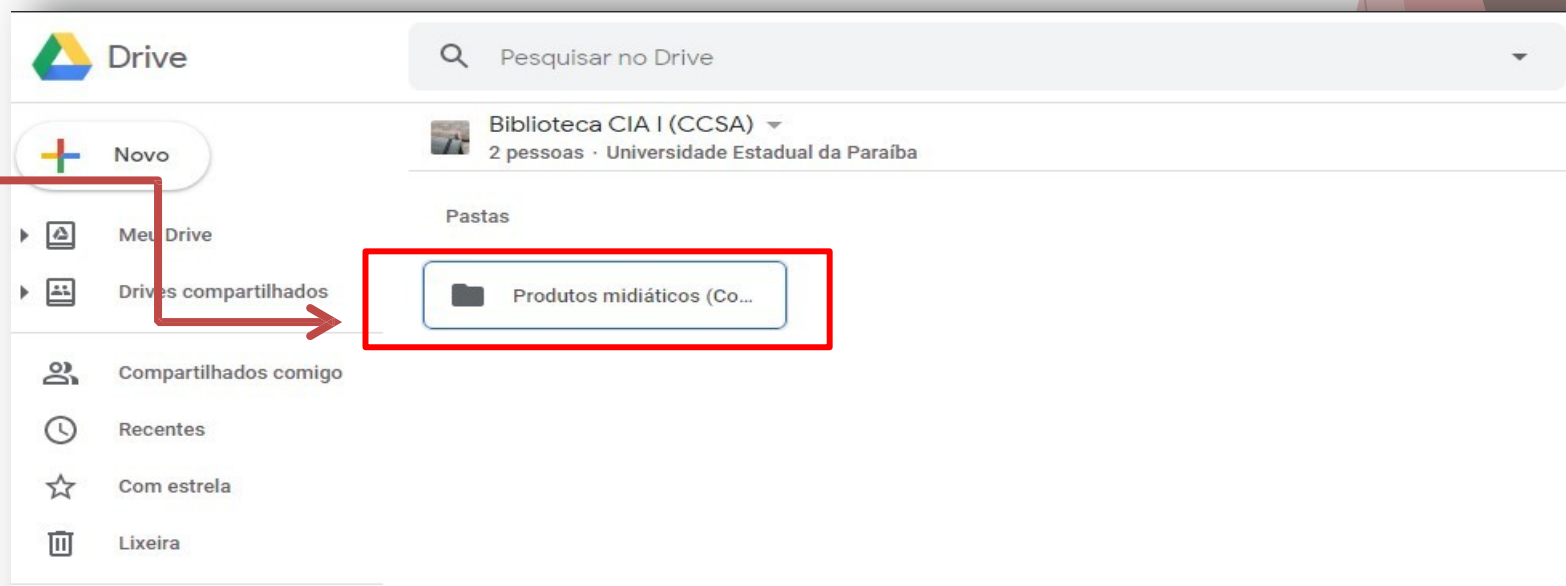 Drive
Pesquisar no Drive
Novo
Biblioteca CIA I (CCSA)
2 pessoas · Universidade Estadual da Paraíba
Meu Drive
Drives compartilhados
Compartilhados comigo
Recentes
Com estrela
Lixeira
Pastas
Produtos midiáticos (Co...